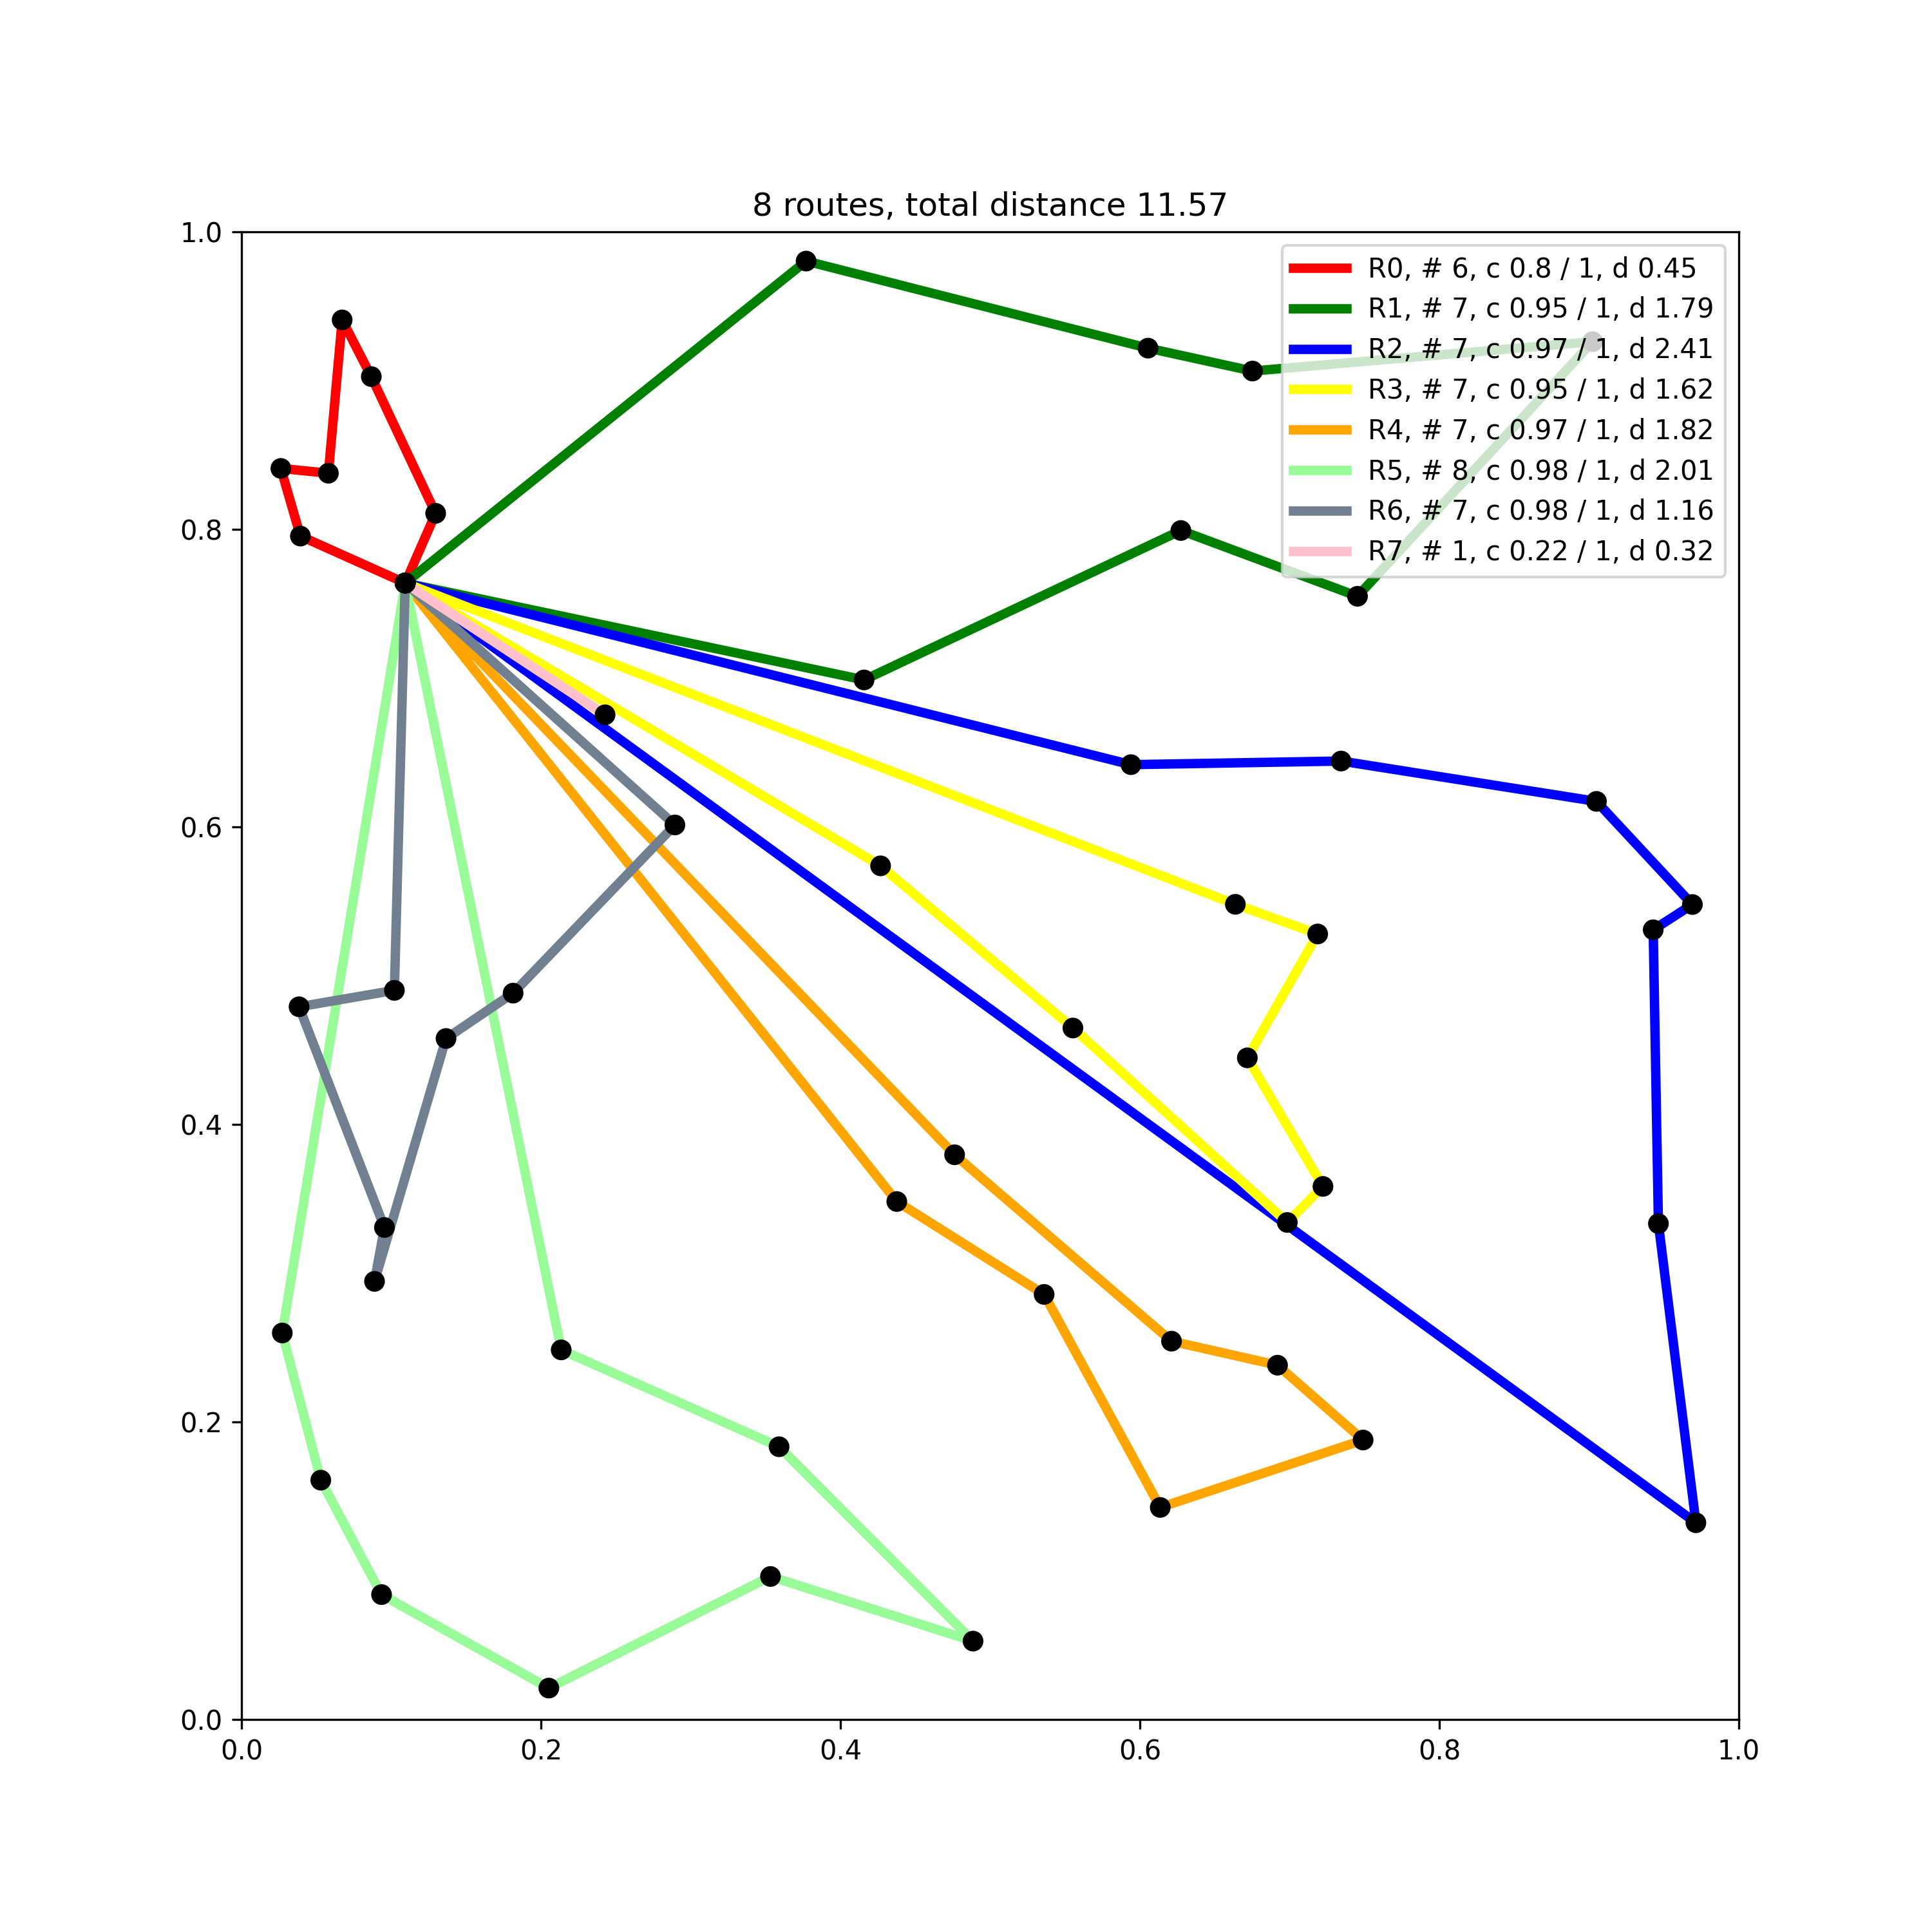 8 routes, total distance 11.57
1.0
0.8
0.6
0.4
0.2
0.0
0.0 0.2 0.4 0.6 0.8 1.0
R0, # 6, c 0.8 / 1, d 0.45
R1, # 7, c 0.95 / 1, d 1.79
R2, # 7, c 0.97 / 1, d 2.41
R3, # 7, c 0.95 / 1, d 1.62
R4, # 7, c 0.97 / 1, d 1.82
R5, # 8, c 0.98 / 1, d 2.01
R6, # 7, c 0.98 / 1, d 1.16
R7, # 1, c 0.22 / 1, d 0.32